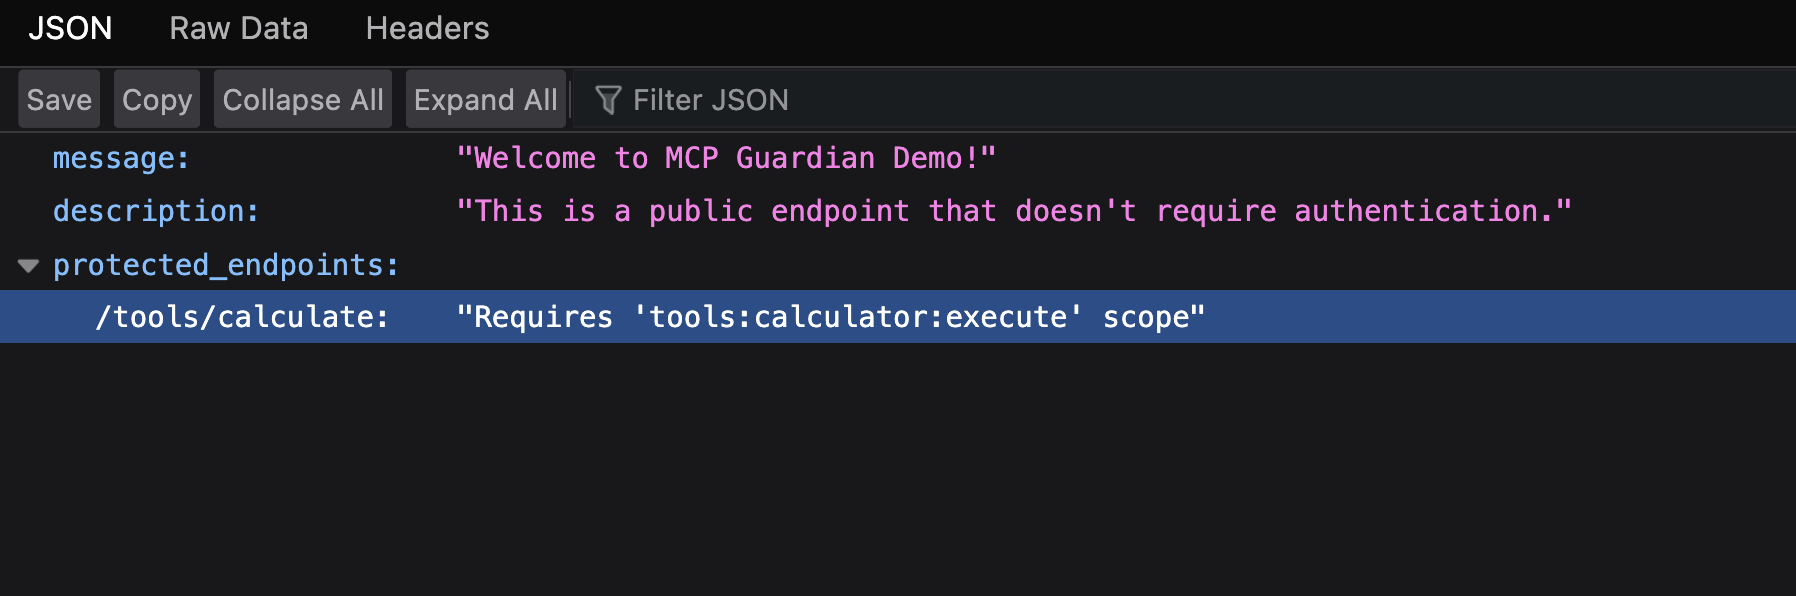 JSON Raw Data Headers
Save Copy Collapse All Expand All Filter JSON
message: "Welcome to MCP Guardian Demo!"
description: "This is a public endpoint that doesn't require authentication."
protected_endpoints:
/tools/calculate: "Requires 'tools:calculator:execute' scope"